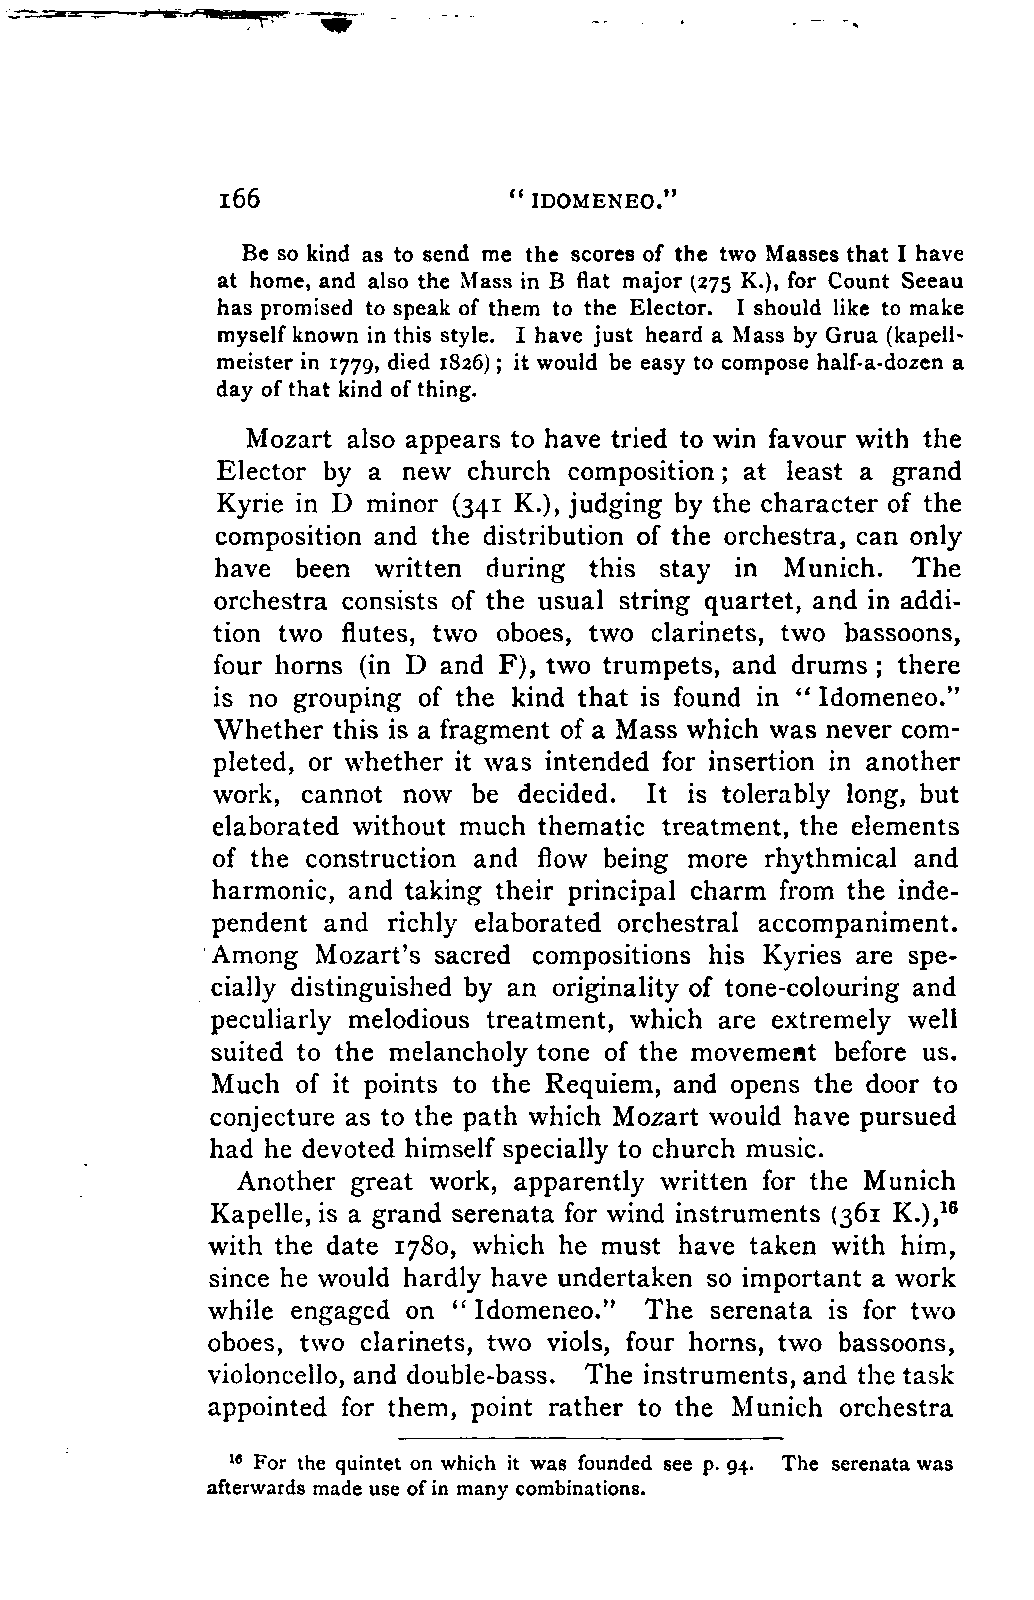 166 " IDOMENEO."
Be so kind as to send me the scores of the two Masses that I have
at home, and also the Mass in B flat major (275 K.), for Count Seeau
has promised to speak of them to the Elector. I should like to make
myself known in this style. I have just heard a Mass by Grua (kapell-
meister in 1779, died 1826); it would be easy to compose half-a-dozen a
day of that kind of thing.
Mozart also appears to have tried to win favour with the
Elector by a new church composition; at least a grand
Kyrie in D minor (341 K.), judging by the character of the
composition and the distribution of the orchestra, can only
have been written during this stay in Munich. The
orchestra consists of the usual string quartet, and in addi-
tion two flutes, two oboes, two clarinets, two bassoons,
four horns (in D and F), two trumpets, and drums; there
is no grouping of the kind that is found in "Idomeneo."
Whether this is a fragment of a Mass which was never com-
pleted, or whether it was intended for insertion in another
work, cannot now be decided. It is tolerably long, but
elaborated without much thematic treatment, the elements
of the construction and flow being more rhythmical and
harmonic, and taking their principal charm from the inde-
pendent and richly elaborated orchestral accompaniment.
Among Mozart's sacred compositions his Kyries are spe-
cially distinguished by an originality of tone-colouring and
peculiarly melodious treatment, which are extremely well
suited to the melancholy tone of the movement before us.
Much of it points to the Requiem, and opens the door to
conjecture as to the path which Mozart would have pursued
had he devoted himself specially to church music.
Another great work, apparently written for the Munich
Kapelle, is a grand serenata for wind instruments (361 K.),¹⁶
with the date 1780, which he must have taken with him,
since he would hardly have undertaken so important a work
while engaged on "Idomeneo." The serenata is for two
oboes, two clarinets, two viols, four horns, two bassoons,
violoncello, and double-bass. The instruments, and the task
appointed for them, point rather to the Munich orchestra
¹⁶ For the quintet on which it was founded see p. 94. The serenata was
afterwards made use of in many combinations.